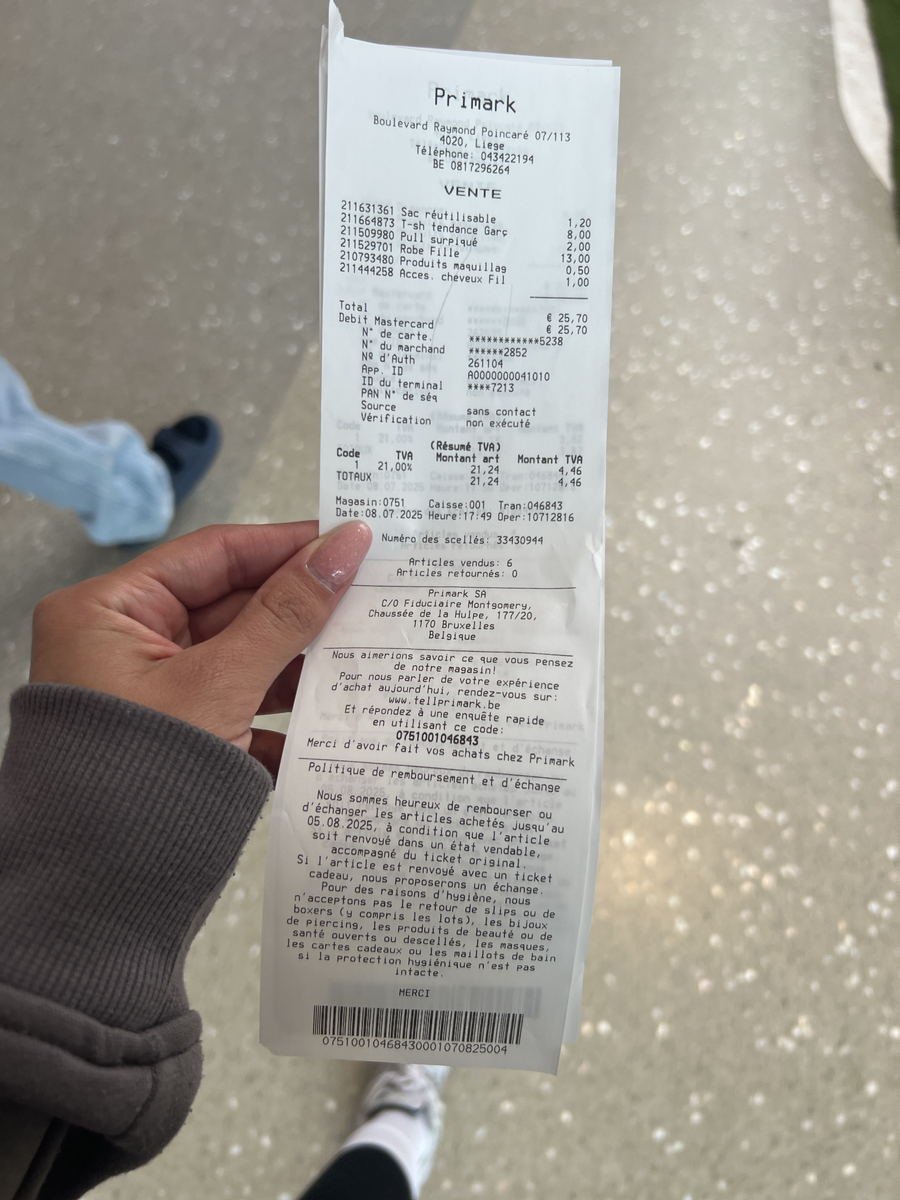 Primark
Boulevard Raymond Poincaré 07/113
4020, Liege
Téléphone: 043422194
BE 0817296264
VENTE
211631361 Sac réutilisable 1,20
211664873 T-sh tendance Garç 8,00
211509980 Pull surpiqué 2,00
211529701 Robe Fille 13,00
210793480 Produits maquillag 0,50
211444258 Acces. cheveux Fil 1,00
Total € 25,70
Debit Mastercard € 25,70
N° de carte. ************5238
N° du marchand ******2852
Nº d'Auth 261104
App. ID A0000000041010
ID du terminal ****7213
PAN N° de séq
Source sans contact
Vérification non exécuté
(Résumé TVA)
Code TVA Montant art Montant TVA
1 21,00% 21,24 4,46
TOTAUX 21,24 4,46
Magasin:0751 Caisse:001 Tran:046843
Date:08.07.2025 Heure:17:49 Oper:10712816
Numéro des scellés: 33430944
Articles vendus: 6
Articles retournés: 0
Primark SA
C/O Fiduciaire Montgomery,
Chaussée de la Hulpe, 177/20,
1170 Bruxelles
Belgique
Nous aimerions savoir ce que vous pensez
de notre magasin!
Pour nous parler de votre expérience
d'achat aujourd'hui, rendez-vous sur:
www.tellprimark.be
Et répondez à une enquête rapide
en utilisant ce code:
0751001046843
Merci d'avoir fait vos achats chez Primark
Politique de remboursement et d'échange
Nous sommes heureux de rembourser ou
d'échanger les articles achetés jusqu'au
05.08.2025, à condition que l'article
soit renvoyé dans un état vendable,
accompagné du ticket original.
Si l'article est renvoyé avec un ticket
cadeau, nous proposerons un échange.
Pour des raisons d'hygiène, nous
n'acceptons pas le retour de slips ou de
boxers (y compris les lots), les bijoux
de piercing, les produits de beauté ou de
santé ouverts ou descellés, les masques,
les cartes cadeaux ou les maillots de bain
si la protection hygiénique n'est pas
intacte.
MERCI
07510010468430001070825004